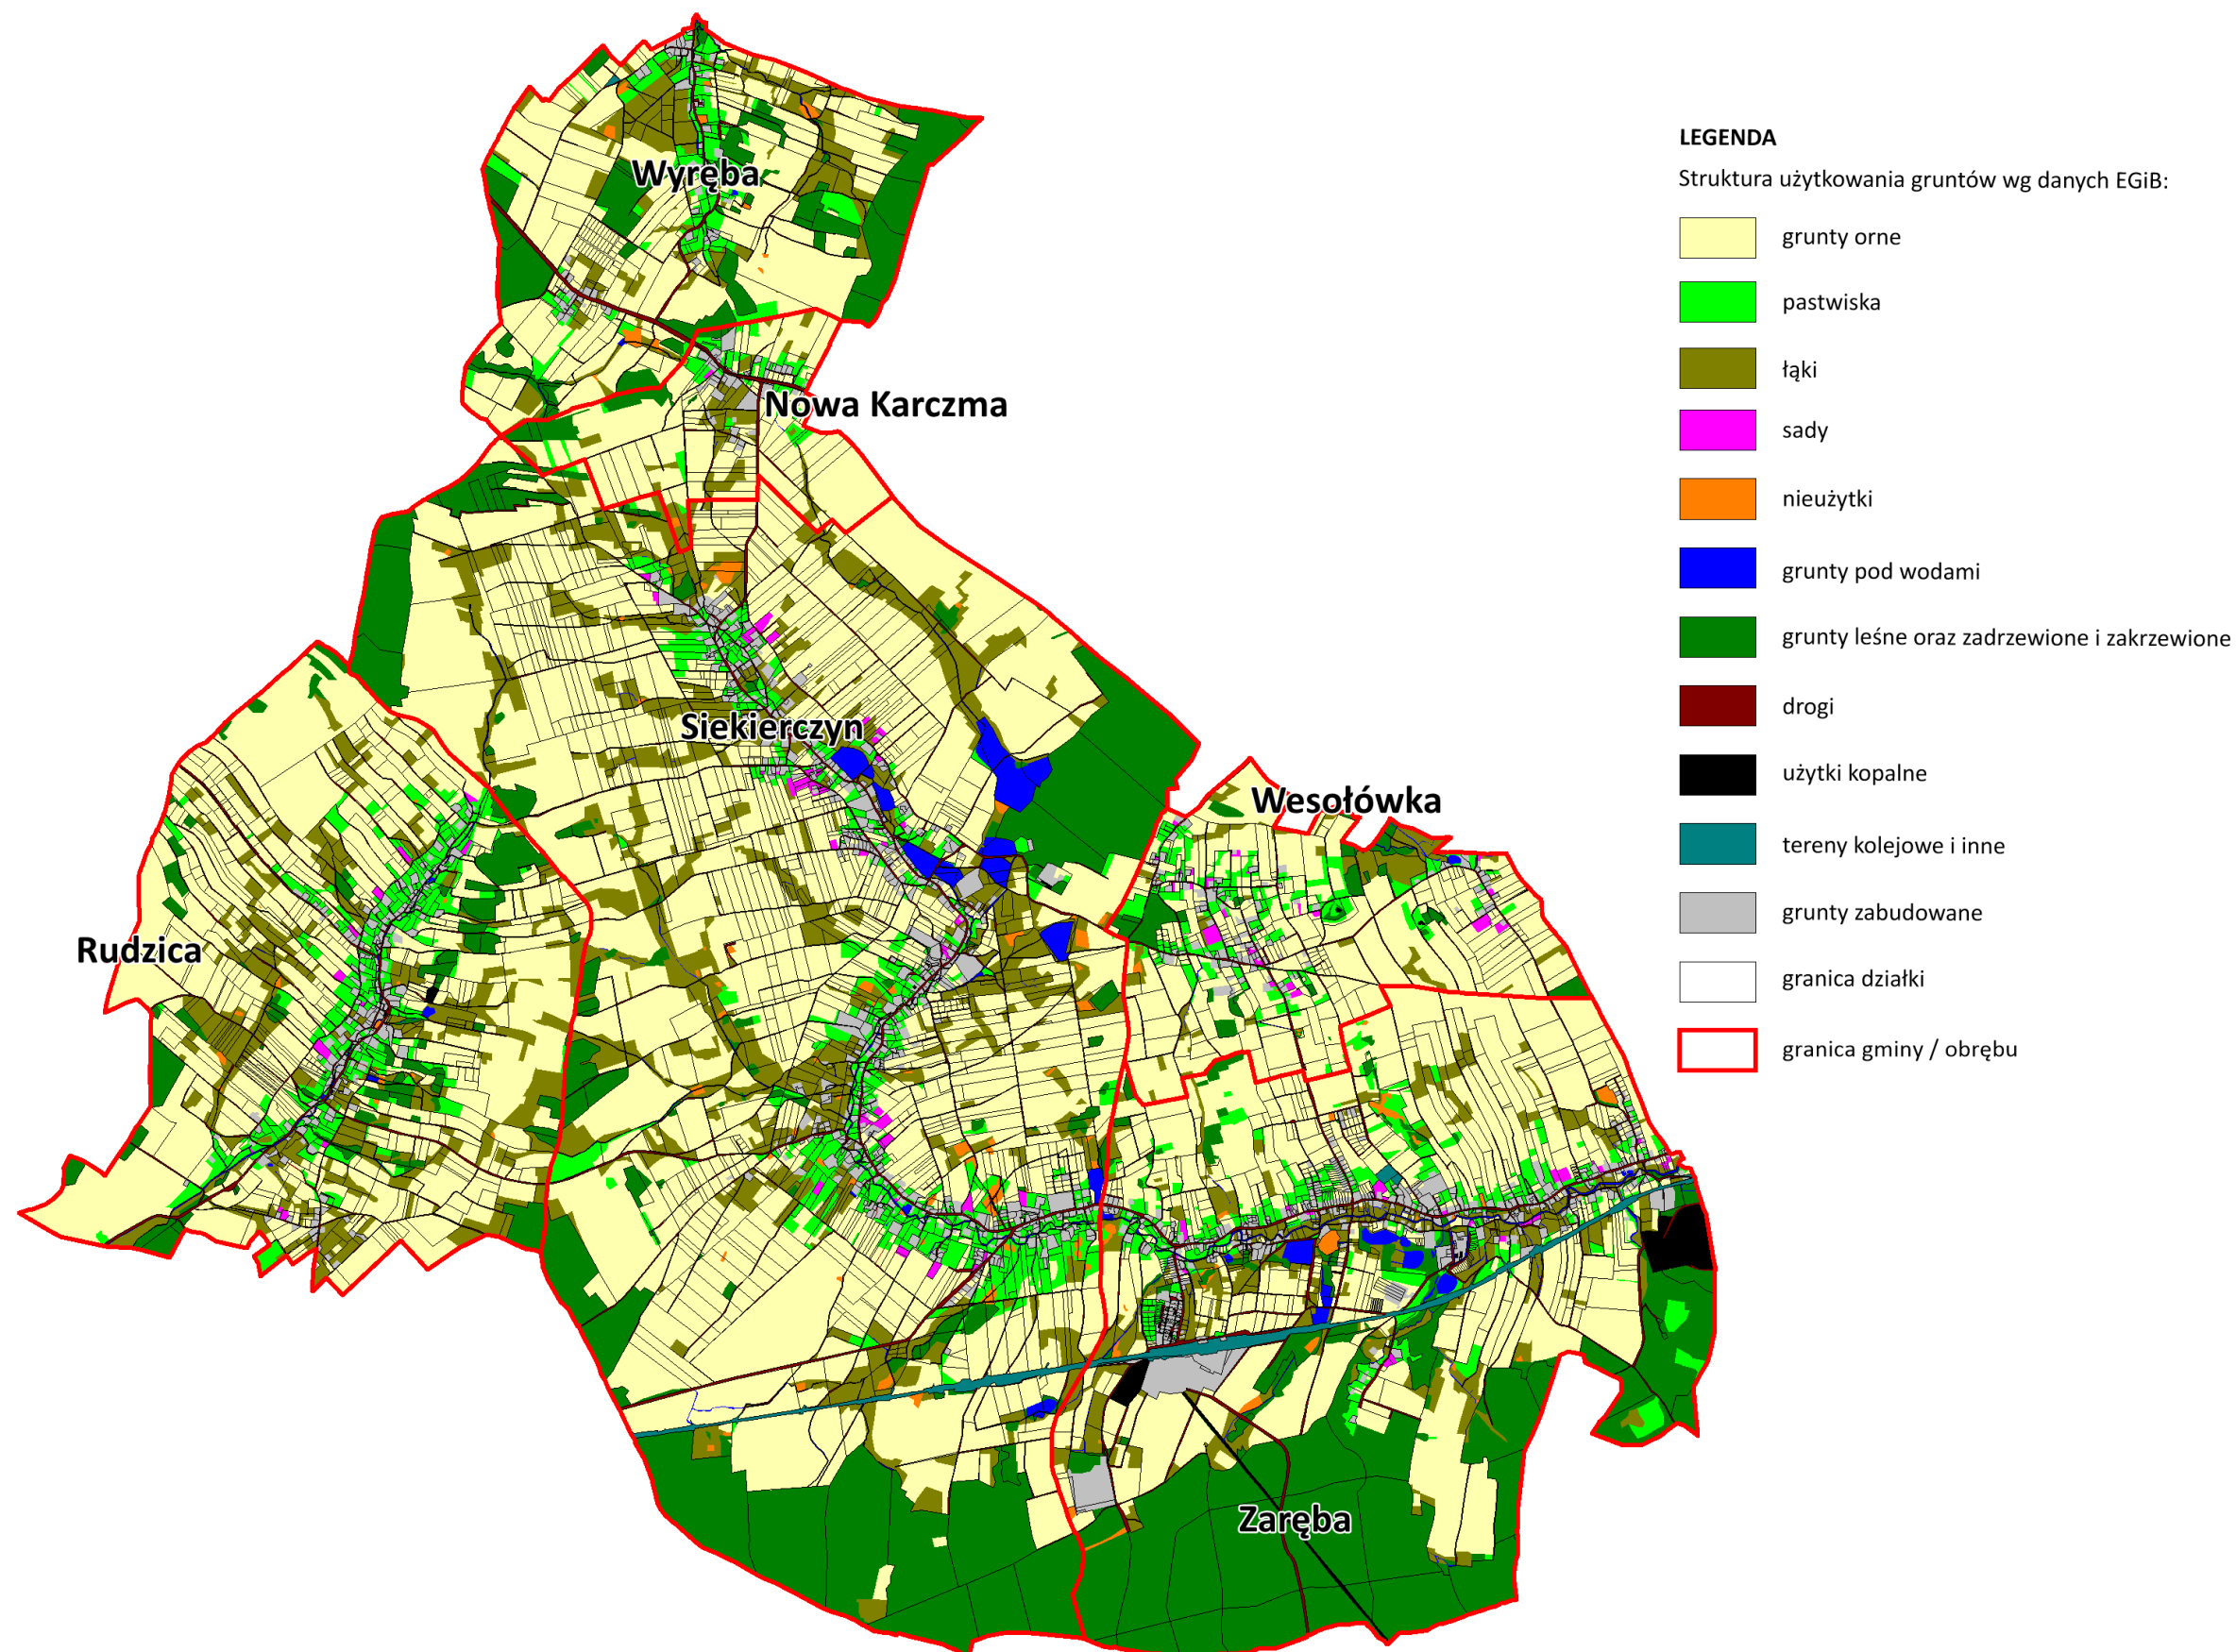 LEGENDA
Struktura użytkowania gruntów wg danych EGiB:
grunty orne
pastwiska
łąki
sady
nieużytki
grunty pod wodami
grunty leśne oraz zadrzewione i zakrzewione
drogi
użytki kopalne
tereny kolejowe i inne
grunty zabudowane
granica działki
granica gminy / obrębu
Wyręba
Nowa Karczma
Siekierczyn
Wesołówka
Rudzica
Zaręba